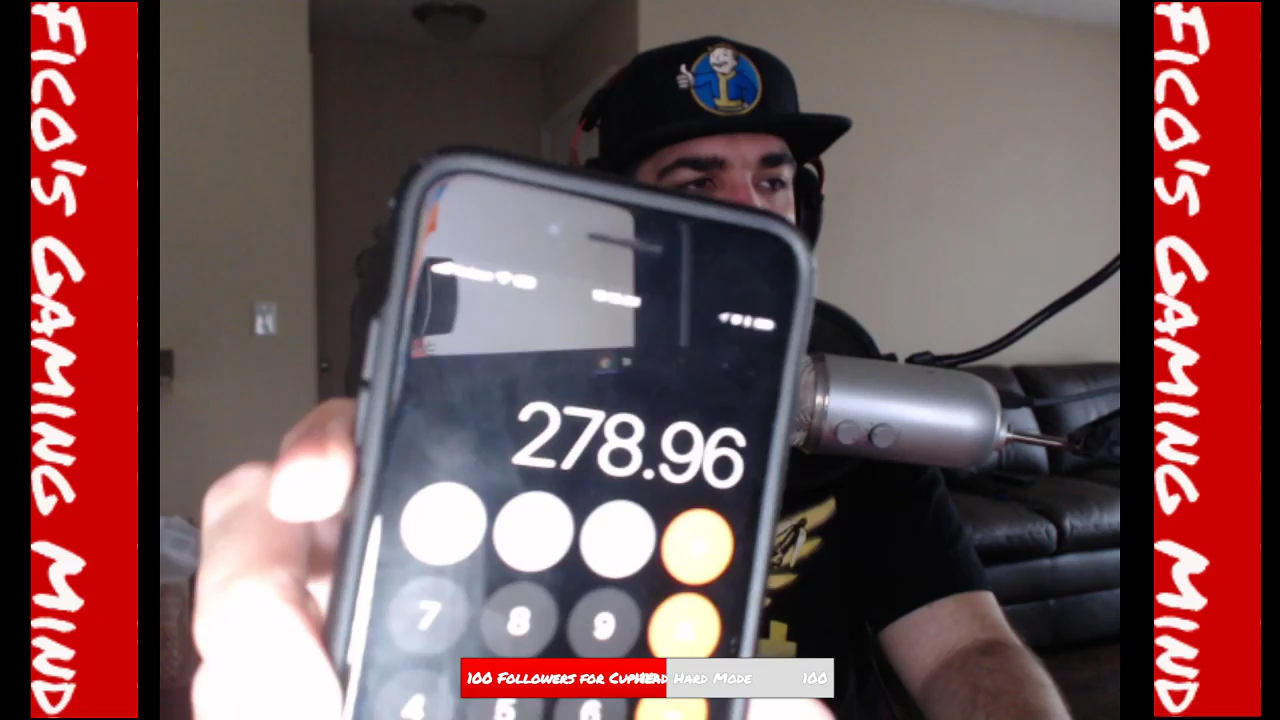 FICO'S GAMING MIND
278.96
7 8 9
4 5 6
100 FOLLOWERS FOR CUPHEAD HARD MODE 100
FICO'S GAMING MIND